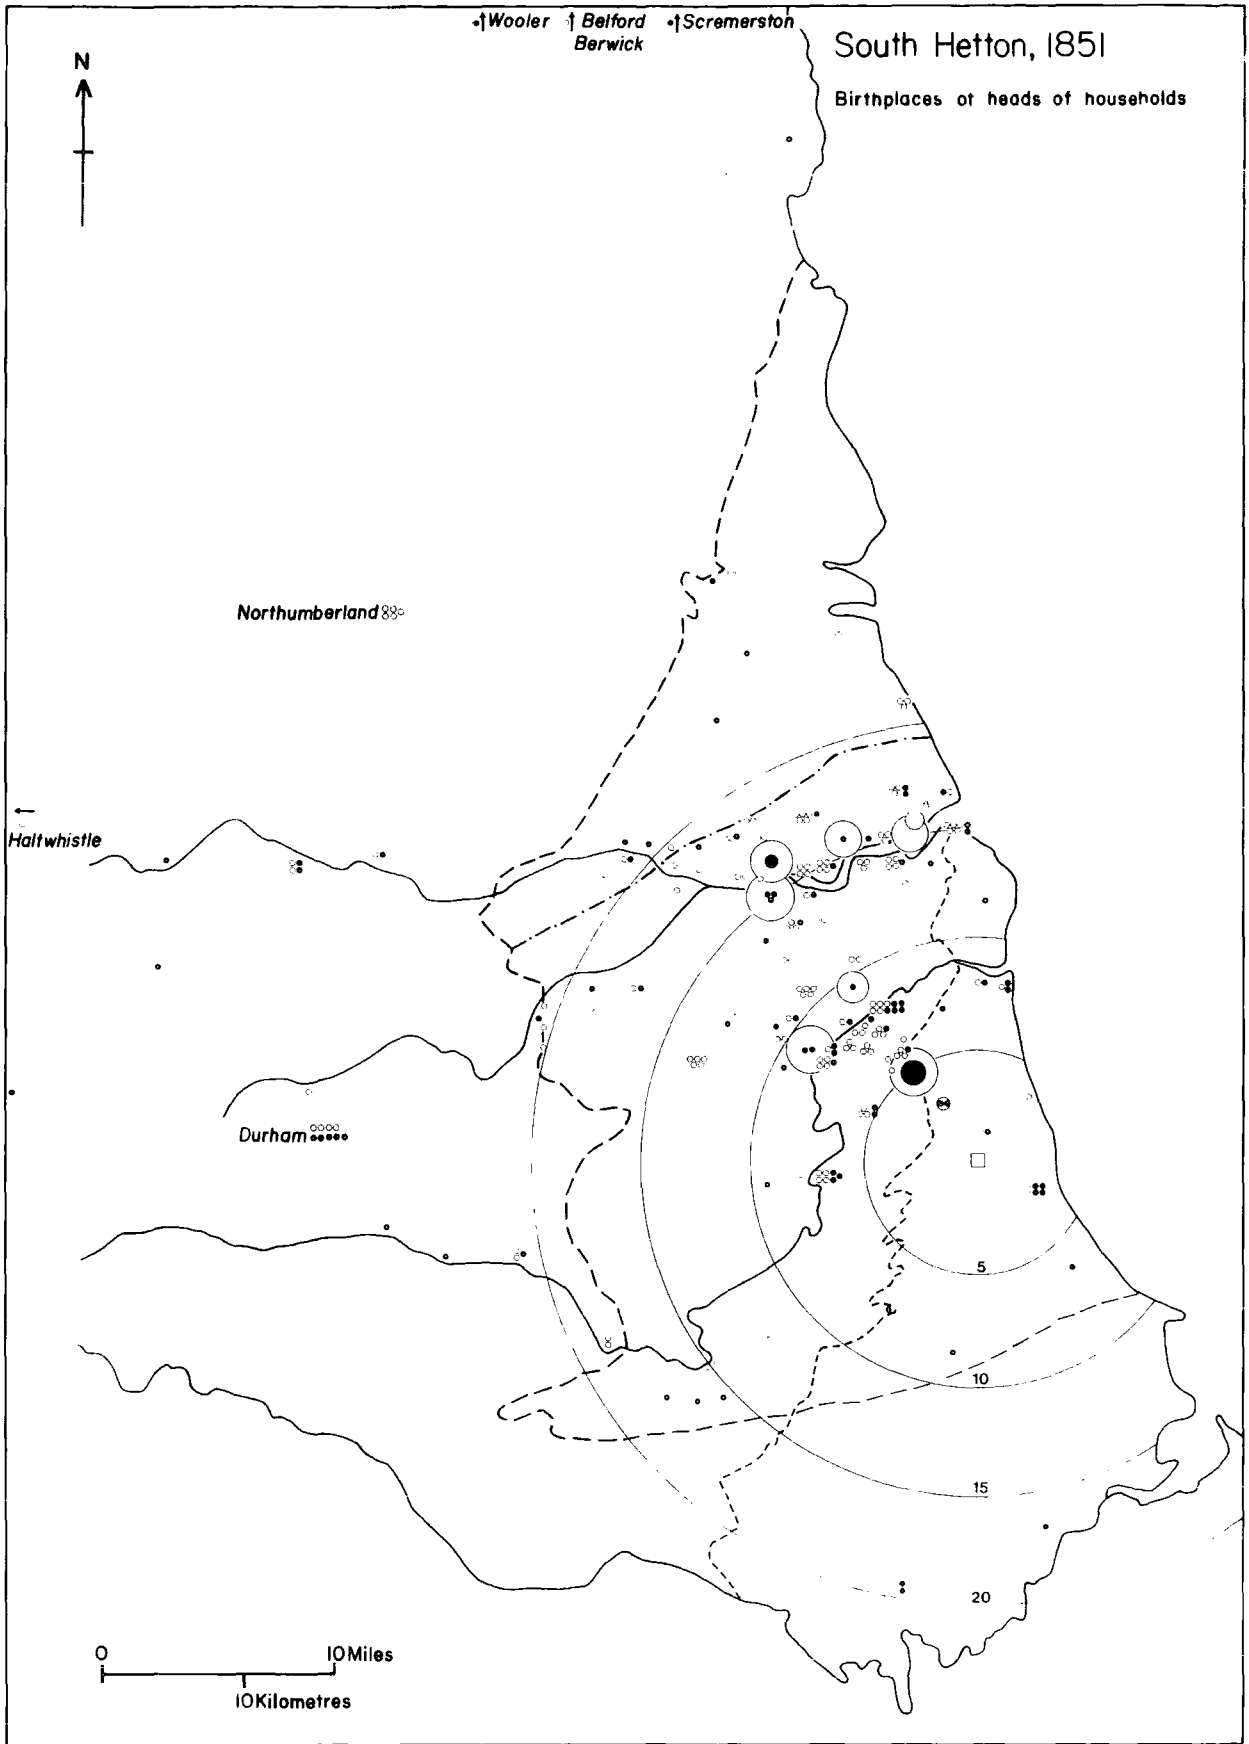 Wooler Belford Scremerston
Berwick
South Hetton, 1851
Birthplaces ot heads of households
N
Northumberland
Haltwhistle
Durham
5
10
15
20
0 10 Miles
10 Kilometres